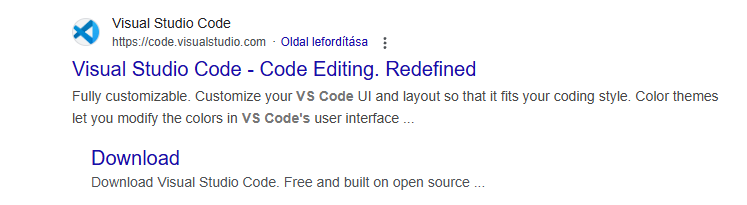 Visual Studio Code
https://code.visualstudio.com · Oldal lefordítása
Visual Studio Code - Code Editing. Redefined
Fully customizable. Customize your VS Code UI and layout so that it fits your coding style. Color themes
let you modify the colors in VS Code's user interface ...
Download
Download Visual Studio Code. Free and built on open source ...